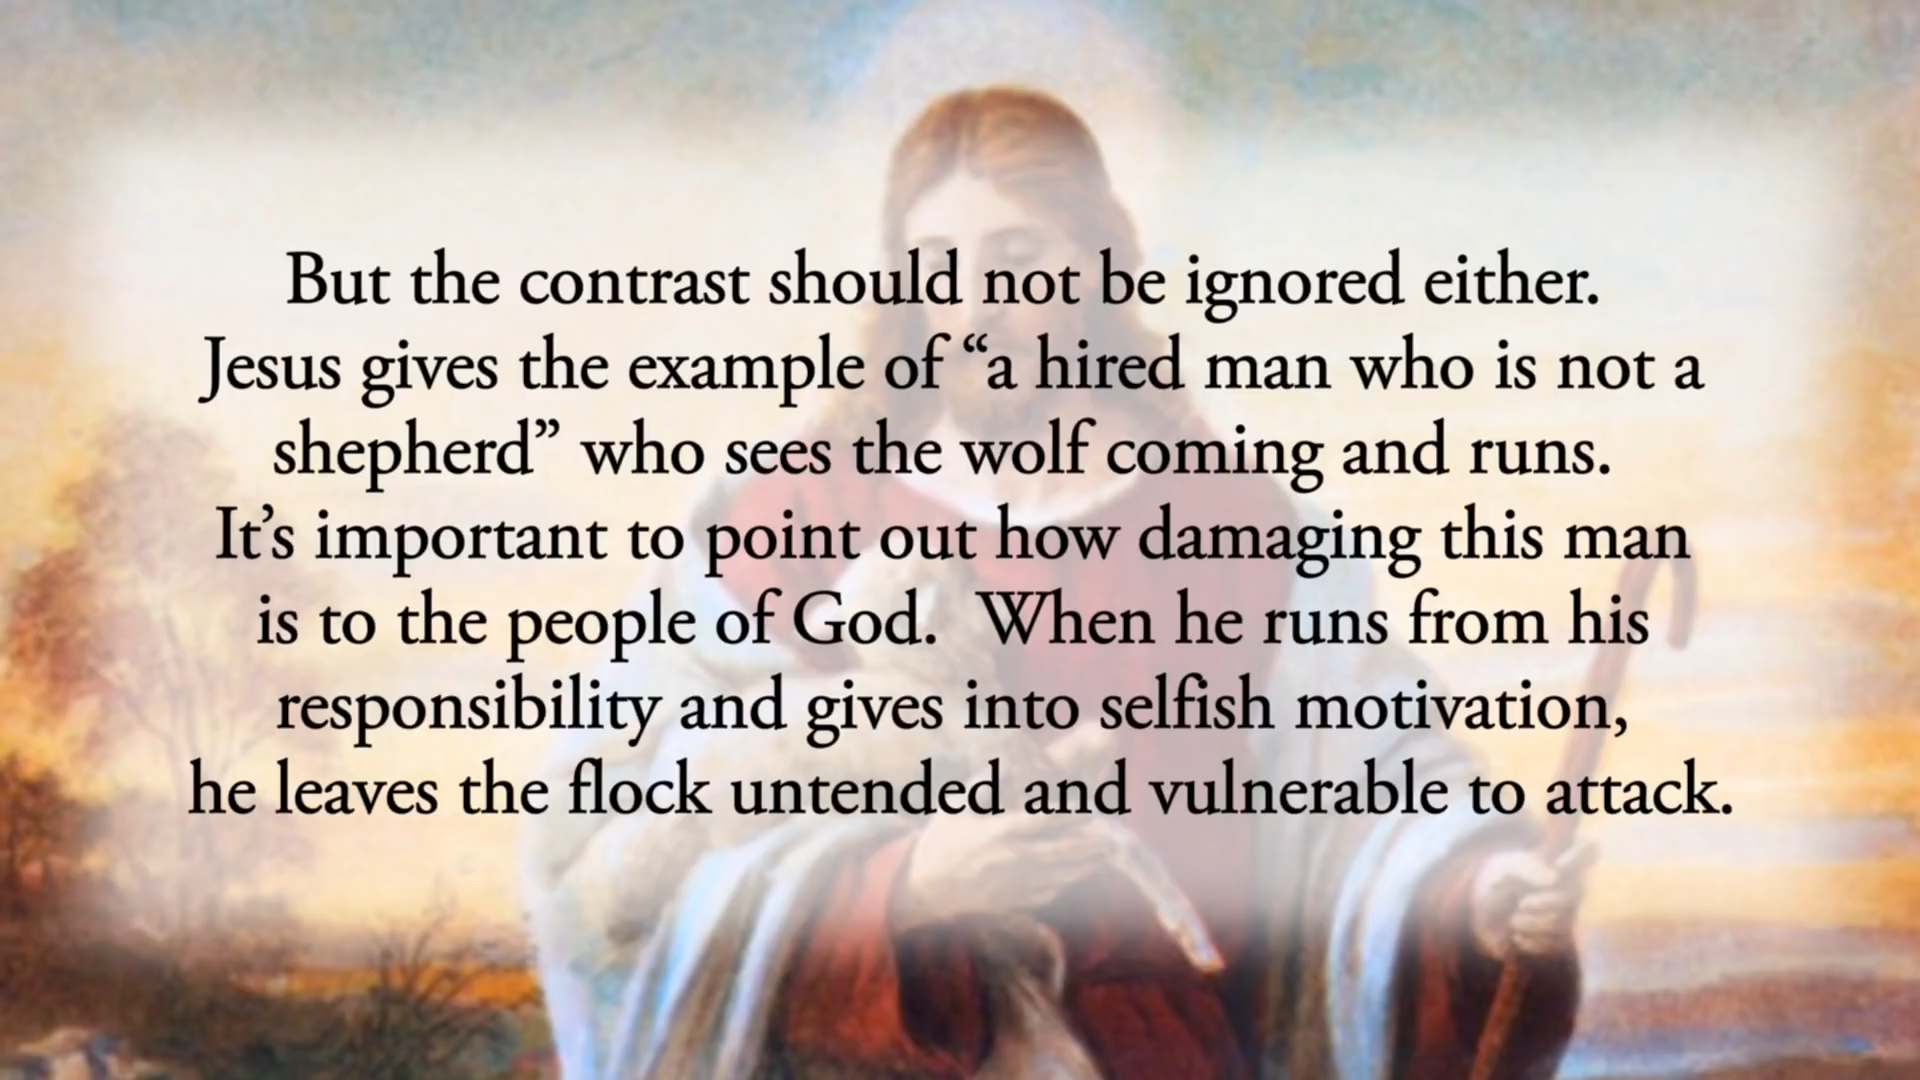 But the contrast should not be ignored either.
Jesus gives the example of “a hired man who is not a
shepherd” who sees the wolf coming and runs.
It’s important to point out how damaging this man
is to the people of God.  When he runs from his
responsibility and gives into selfish motivation,
he leaves the flock untended and vulnerable to attack.